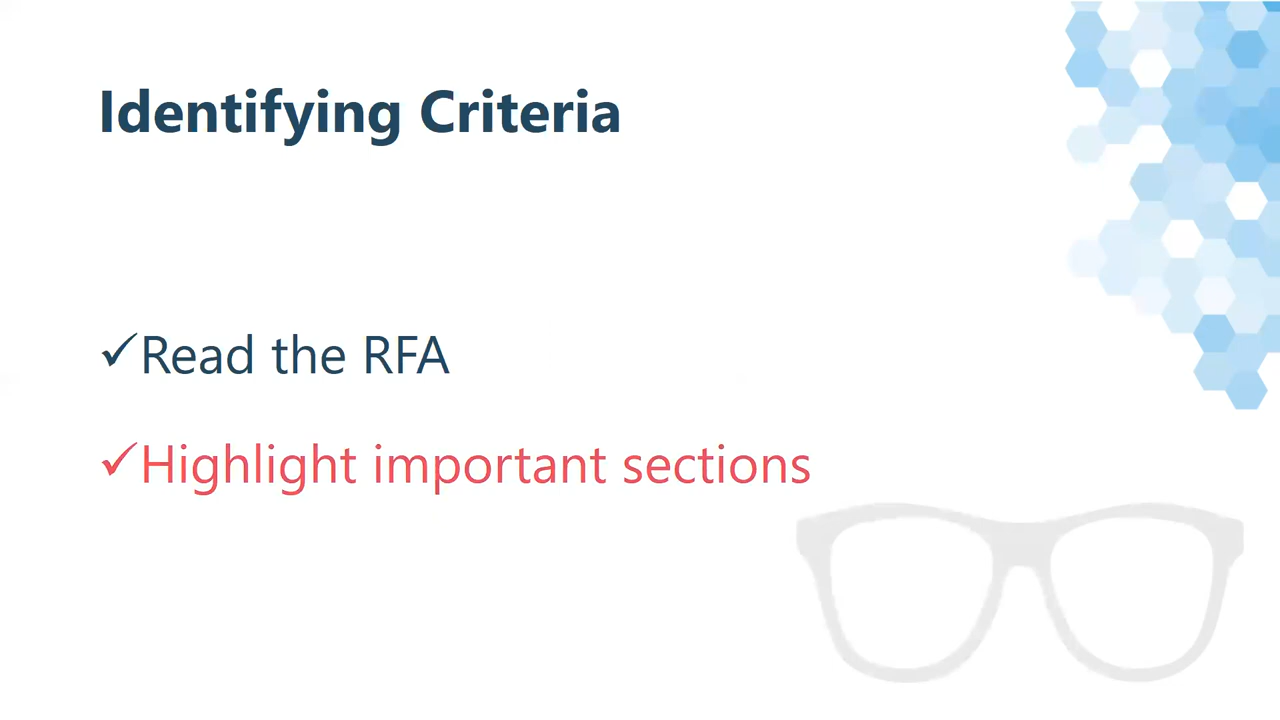 Identifying Criteria
✓Read the RFA
✓Highlight important sections